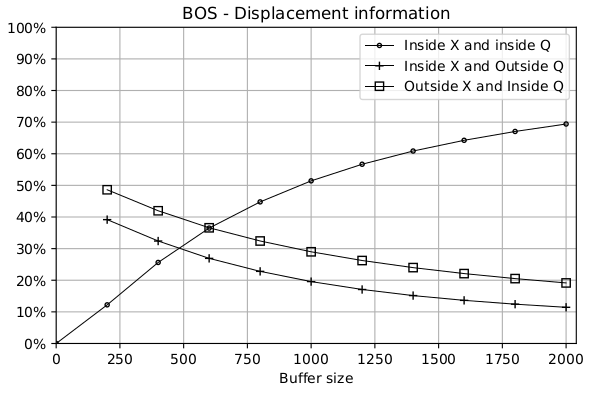 BOS - Displacement information
100%
90%
80%
70%
60%
50%
40%
30%
20%
10%
0%
Inside X and inside Q
Inside X and Outside Q
Outside X and Inside Q
0 250 500 750 1000 1250 1500 1750 2000
Buffer size